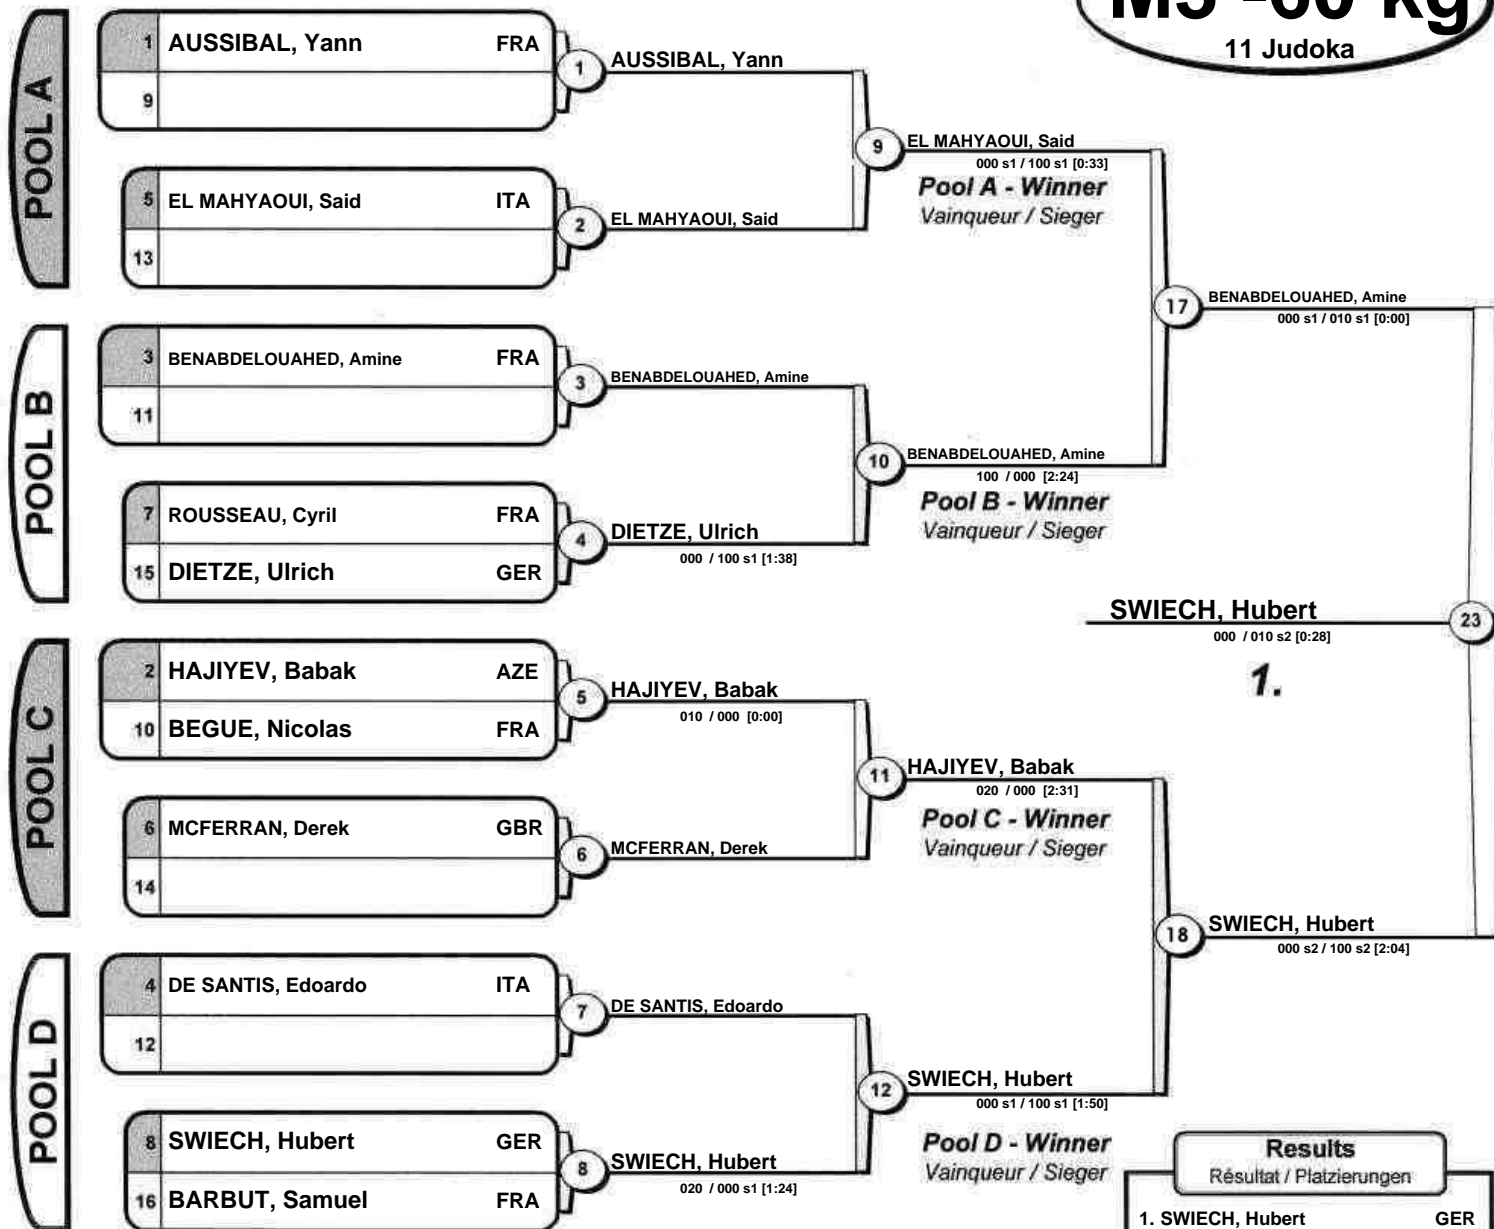 M3 -60 kg
11 Judoka
POOL A
1 AUSSIBAL, Yann FRA
9
1 AUSSIBAL, Yann
5 EL MAHYAOUI, Said ITA
13
2 EL MAHYAOUI, Said
9 EL MAHYAOUI, Said
000 s1 / 100 s1 [0:33]
Pool A - Winner
Vainqueur / Sieger
17 BENABDELOUAHED, Amine
000 s1 / 010 s1 [0:00]
POOL B
3 BENABDELOUAHED, Amine FRA
11
3 BENABDELOUAHED, Amine
7 ROUSSEAU, Cyril FRA
15 DIETZE, Ulrich GER
4 DIETZE, Ulrich
000 / 100 s1 [1:38]
10 BENABDELOUAHED, Amine
100 / 000 [2:24]
Pool B - Winner
Vainqueur / Sieger
SWIECH, Hubert 23
000 / 010 s2 [0:28]
1.
POOL C
2 HAJIYEV, Babak AZE
10 BEGUE, Nicolas FRA
5 HAJIYEV, Babak
010 / 000 [0:00]
6 MCFERRAN, Derek GBR
14
6 MCFERRAN, Derek
11 HAJIYEV, Babak
020 / 000 [2:31]
Pool C - Winner
Vainqueur / Sieger
18 SWIECH, Hubert
000 s2 / 100 s2 [2:04]
POOL D
4 DE SANTIS, Edoardo ITA
12
7 DE SANTIS, Edoardo
8 SWIECH, Hubert GER
16 BARBUT, Samuel FRA
8 SWIECH, Hubert
020 / 000 s1 [1:24]
12 SWIECH, Hubert
000 s1 / 100 s1 [1:50]
Pool D - Winner
Vainqueur / Sieger
Results
Résultat / Platzierungen
1. SWIECH, Hubert GER